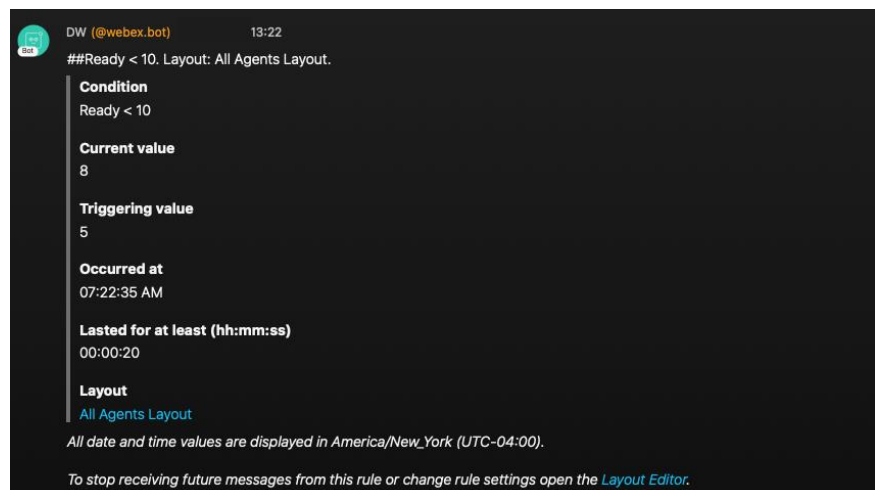 DW (@webex.bot) 13:22
Bot
##Ready < 10. Layout: All Agents Layout.
Condition
Ready < 10
Current value
8
Triggering value
5
Occurred at
07:22:35 AM
Lasted for at least (hh:mm:ss)
00:00:20
Layout
All Agents Layout
All date and time values are displayed in America/New_York (UTC-04:00).
To stop receiving future messages from this rule or change rule settings open the Layout Editor.